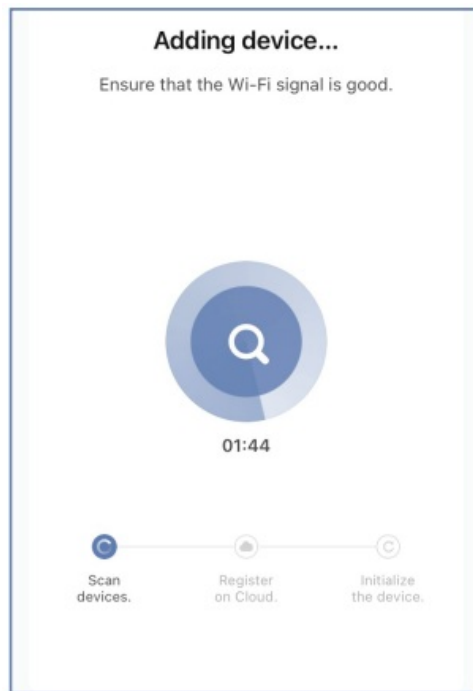 Adding device...
Ensure that the Wi-Fi signal is good.
01:44
Scan
devices.
Register
on Cloud.
Initialize
the device.